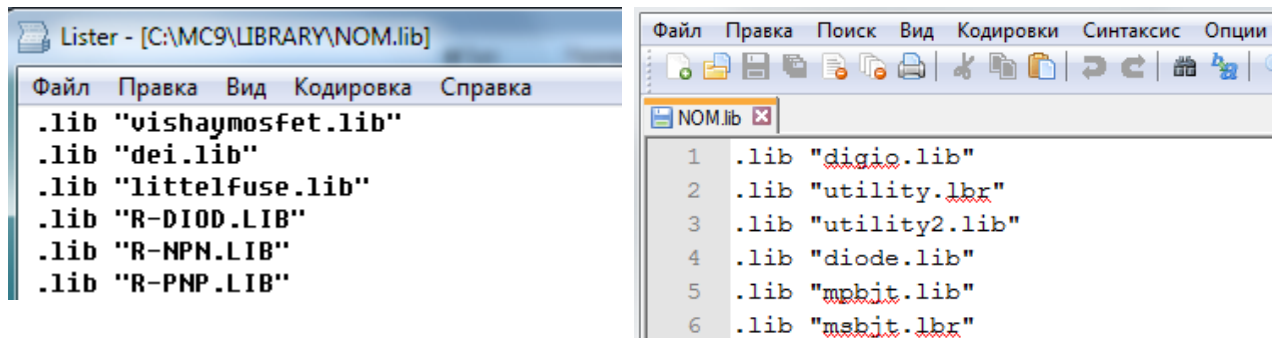 Lister - [C:\MC9\LIBRARY\NOM.lib]
Файл Правка Вид Кодировка Справка
.lib "vishaymosfet.lib"
.lib "dei.lib"
.lib "littelfuse.lib"
.lib "R-DIOD.LIB"
.lib "R-NPN.LIB"
.lib "R-PNP.LIB"
Файл Правка Поиск Вид Кодировки Синтаксис Опции
NOM.lib
1 .lib "digio.lib"
2 .lib "utility.lbr"
3 .lib "utility2.lib"
4 .lib "diode.lib"
5 .lib "mpbjt.lib"
6 .lib "msbjt.lbr"